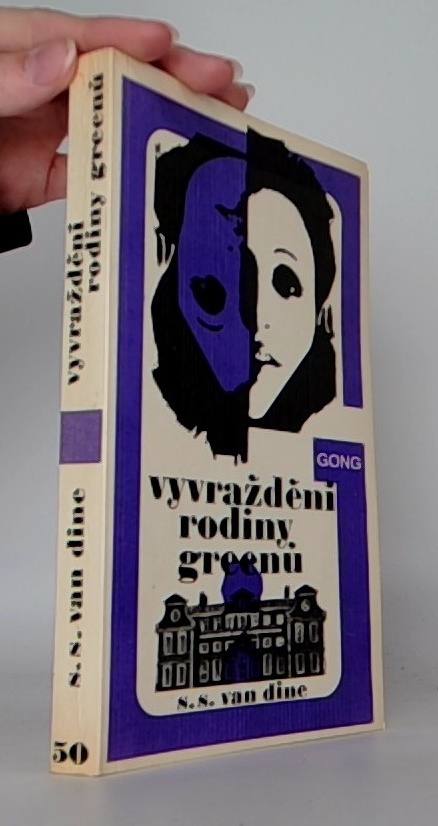 vyvraždění
rodiny greenů
s. s. van dine
50
GONG
vyvraždění
rodiny
greenů
s. s. van dine